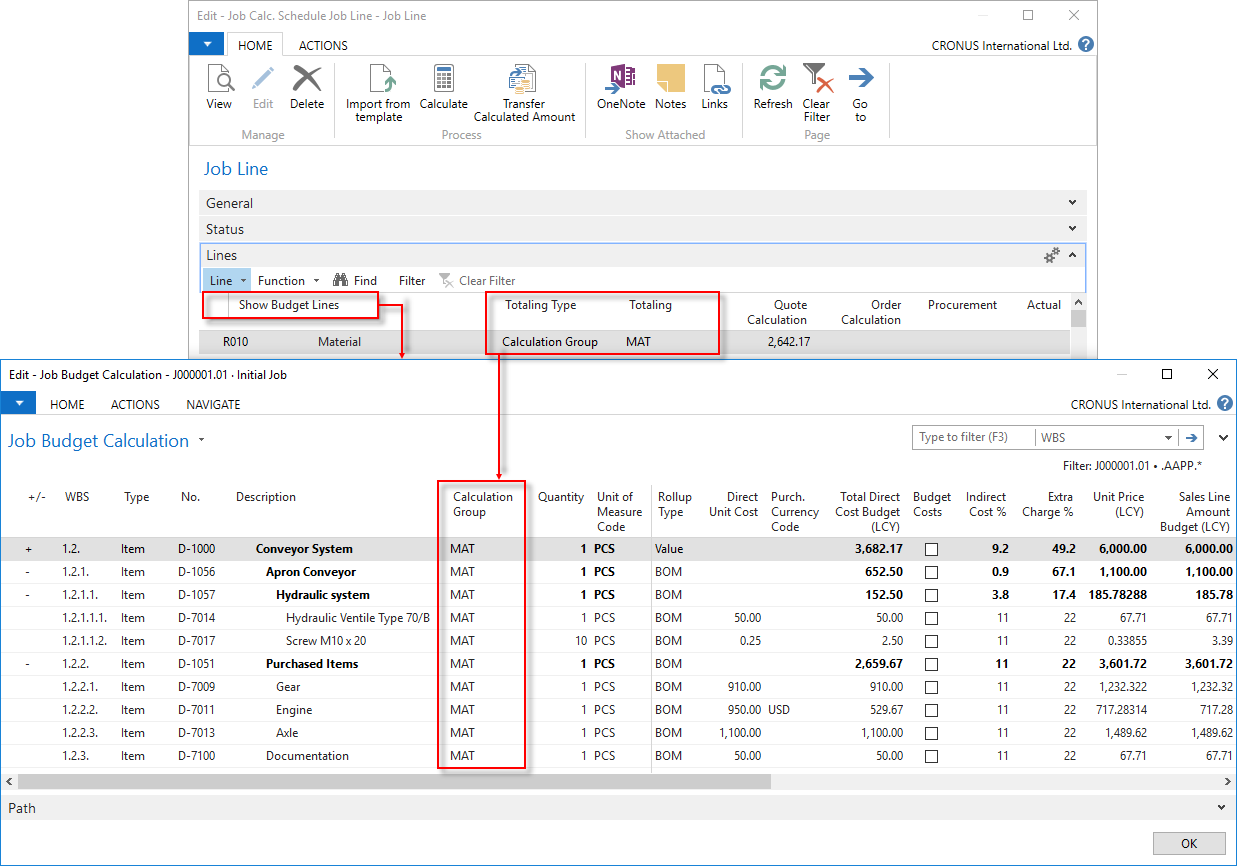 Edit - Job Calc. Schedule Job Line - Job Line
HOME ACTIONS CRONUS International Ltd. ?
View Edit Delete Import from template Calculate Transfer Calculated Amount OneNote Notes Links Refresh Clear Filter Go to
Manage Process Show Attached Page
Job Line
General
Status
Lines
Line Function Find Filter Clear Filter
Show Budget Lines Totaling Type Totaling Quote Calculation Order Calculation Procurement Actual
R010 Material Calculation Group MAT 2,642.17
Edit - Job Budget Calculation - J000001.01 · Initial Job
HOME ACTIONS NAVIGATE CRONUS International Ltd. ?
Job Budget Calculation Type to filter (F3) WBS
Filter: J000001.01 • .AAPP.*
+/- WBS Type No. Description Calculation Group Quantity Unit of Measure Code Rollup Type Direct Unit Cost Purch. Currency Code Total Direct Cost Budget (LCY) Budget Costs Indirect Cost % Extra Charge % Unit Price (LCY) Sales Line Amount Budget (LCY)
+ 1.2. Item D-1000 Conveyor System MAT 1 PCS Value 3,682.17 9.2 49.2 6,000.00 6,000.00
- 1.2.1. Item D-1056 Apron Conveyor MAT 1 PCS BOM 652.50 0.9 67.1 1,100.00 1,100.00
- 1.2.1.1. Item D-1057 Hydraulic system MAT 1 PCS BOM 152.50 3.8 17.4 185.78288 185.78
1.2.1.1.1. Item D-7014 Hydraulic Ventile Type 70/B MAT 1 PCS BOM 50.00 50.00 11 22 67.71 67.71
1.2.1.1.2. Item D-7017 Screw M10 x 20 MAT 10 PCS BOM 0.25 2.50 11 22 0.33855 3.39
- 1.2.2. Item D-1051 Purchased Items MAT 1 PCS BOM 2,659.67 11 22 3,601.72 3,601.72
1.2.2.1. Item D-7009 Gear MAT 1 PCS BOM 910.00 910.00 11 22 1,232.322 1,232.32
1.2.2.2. Item D-7011 Engine MAT 1 PCS BOM 950.00 USD 529.67 11 22 717.28314 717.28
1.2.2.3. Item D-7013 Axle MAT 1 PCS BOM 1,100.00 1,100.00 11 22 1,489.62 1,489.62
1.2.3. Item D-7100 Documentation MAT 1 PCS BOM 50.00 50.00 11 22 67.71 67.71
Path
OK